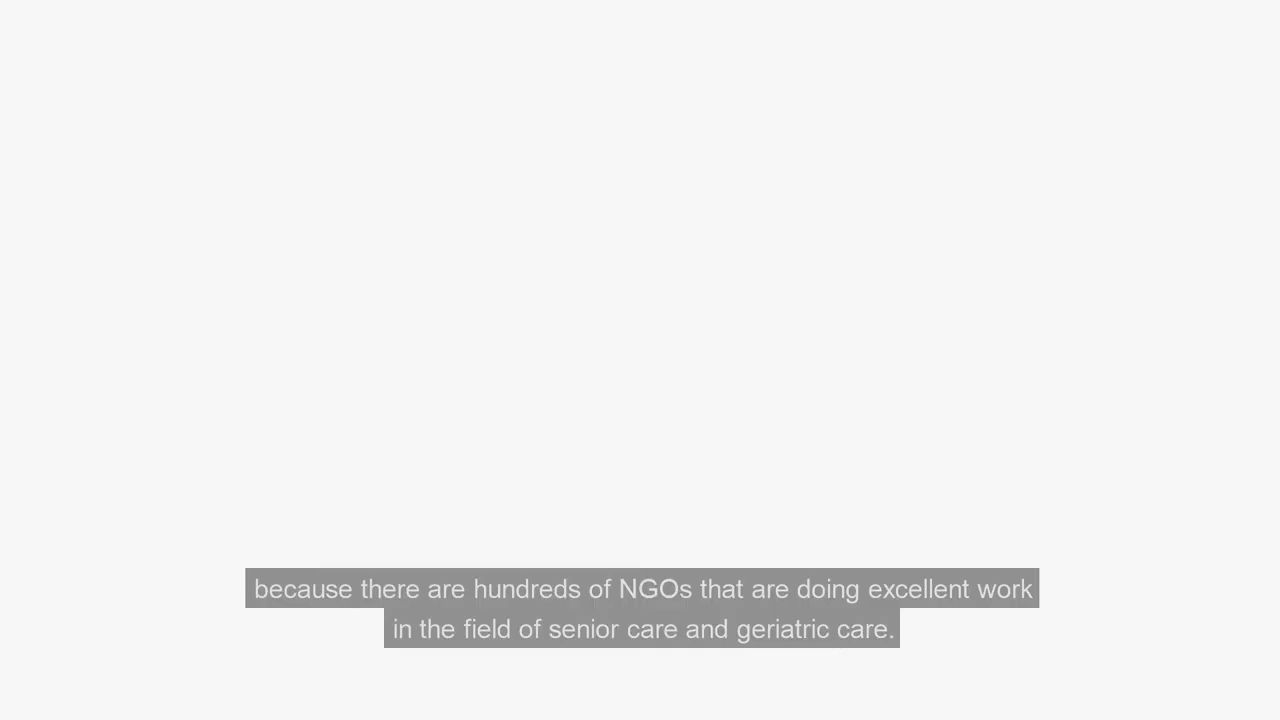 because there are hundreds of NGOs that are doing excellent work
in the field of senior care and geriatric care.